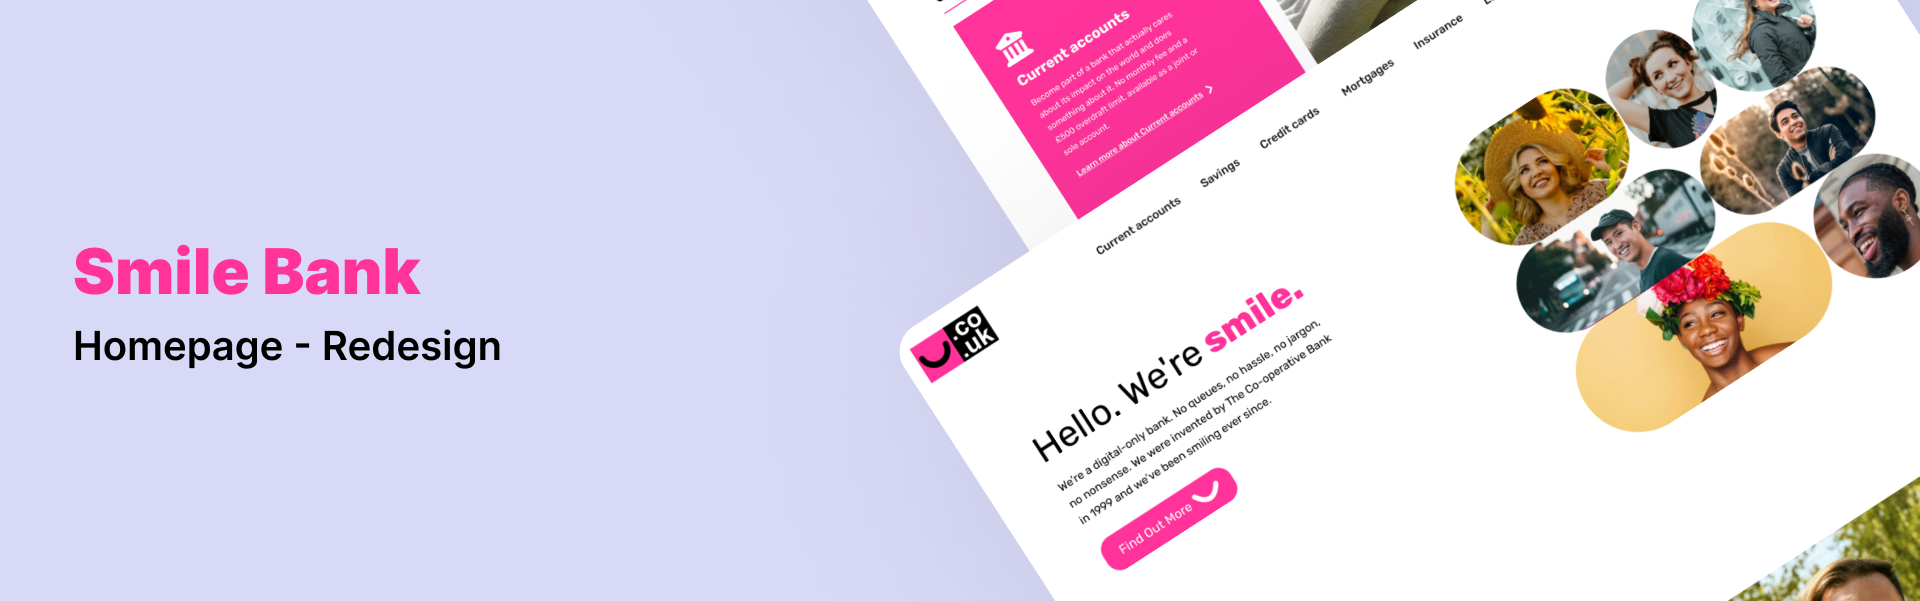 Smile Bank
Homepage - Redesign
Current accounts
Become part of a bank that actually cares
about its impact on the world and does
something about it. No monthly fee and a
£500 overdraft limit, available as a joint or
sole account.
Learn more about Current accounts
Current accounts
Savings
Credit cards
Mortgages
Insurance
.co
.uk
Hello. We're smile.
We're a digital-only bank. No queues, no hassle, no jargon,
no nonsense. We were invented by The Co-operative Bank
in 1999 and we've been smiling ever since.
Find Out More